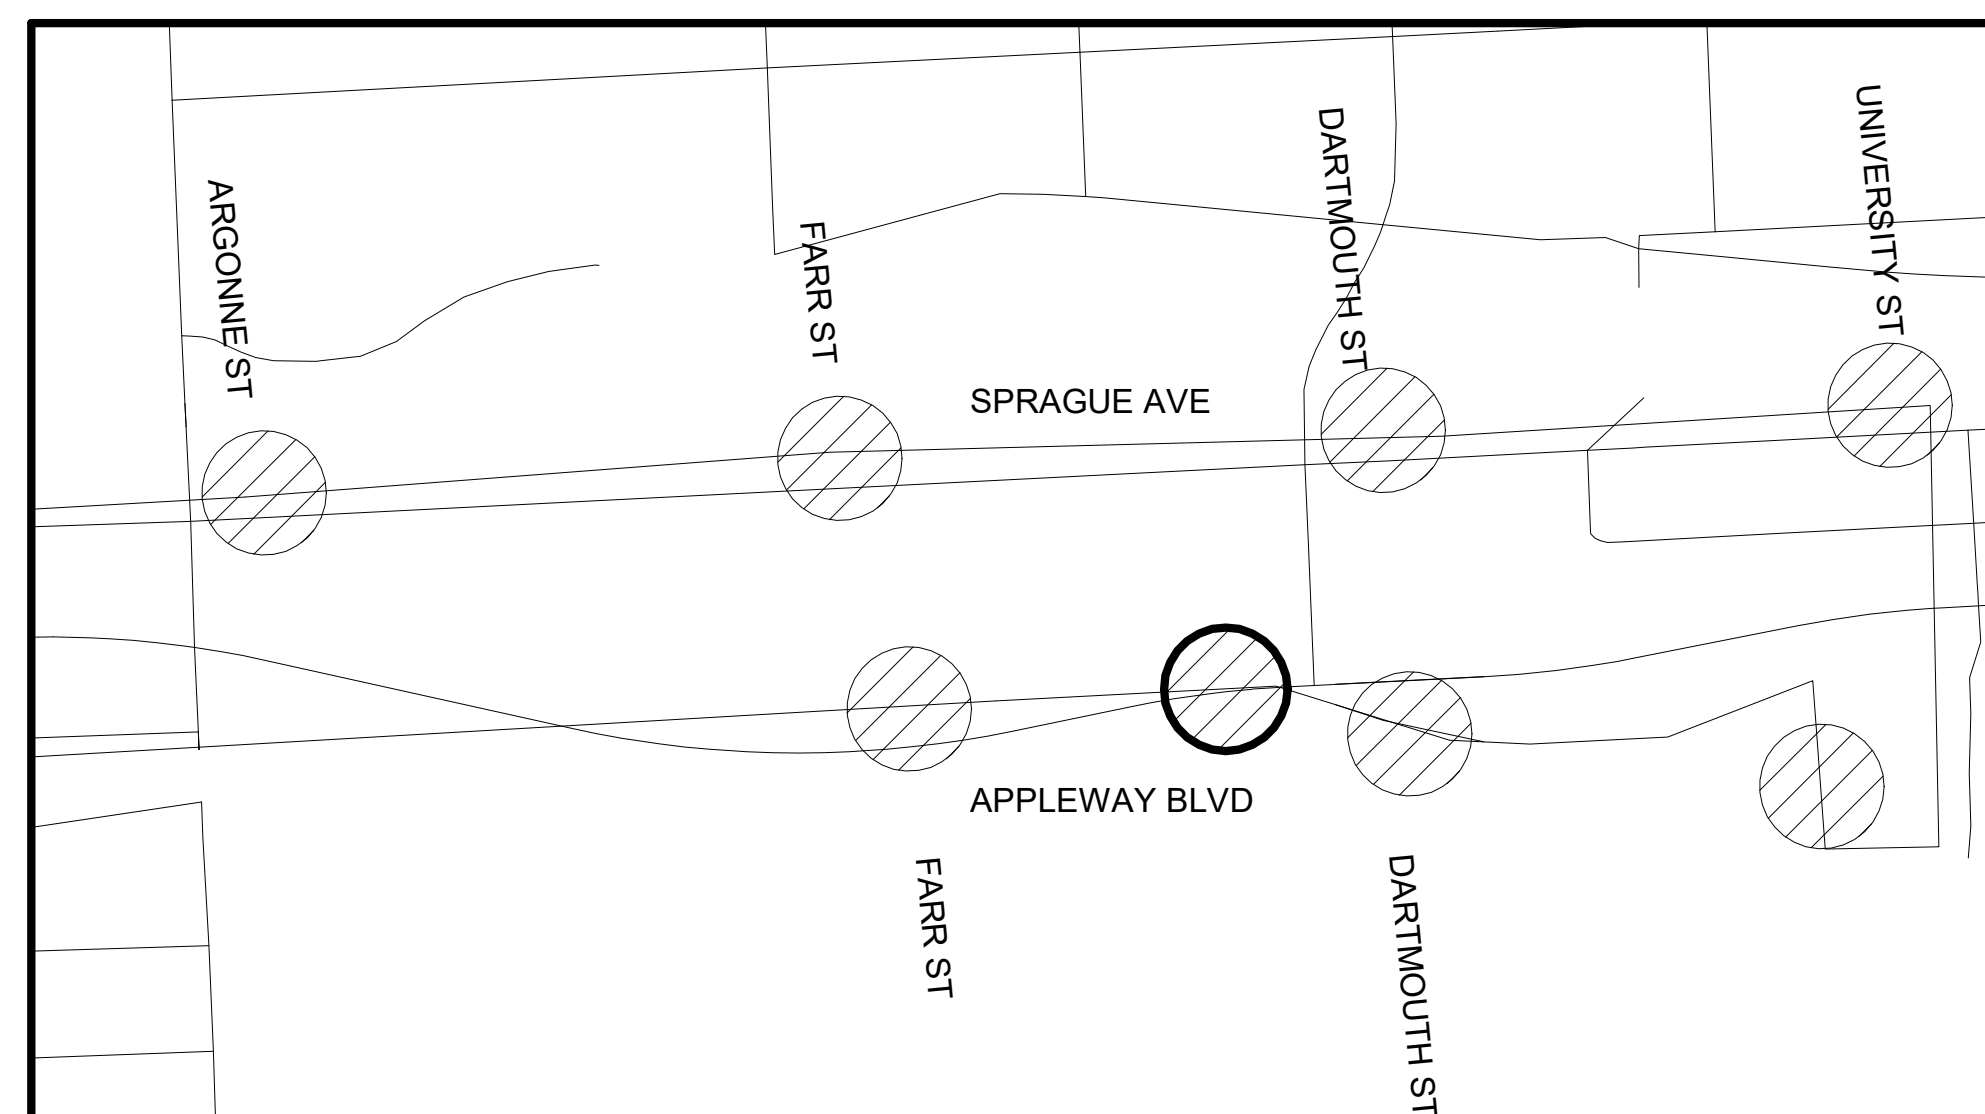 UNIVERSITY ST
DARTMOUTH ST
ARGONNE ST
FARR ST
SPRAGUE AVE
APPLEWAY BLVD
FARR ST
DARTMOUTH ST